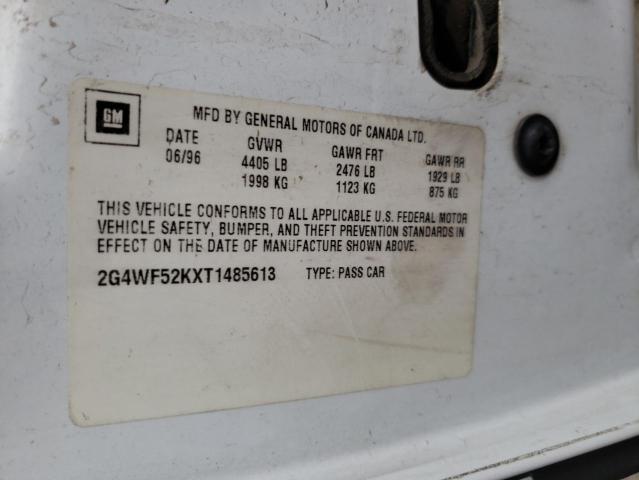 GM
MFD BY GENERAL MOTORS OF CANADA LTD.
DATE GVWR GAWR FRT GAWR RR
06/96 4405 LB 2476 LB 1929 LB
1998 KG 1123 KG 875 KG
THIS VEHICLE CONFORMS TO ALL APPLICABLE U.S. FEDERAL MOTOR
VEHICLE SAFETY, BUMPER, AND THEFT PREVENTION STANDARDS IN
EFFECT ON THE DATE OF MANUFACTURE SHOWN ABOVE.
2G4WF52KXT1485613 TYPE: PASS CAR